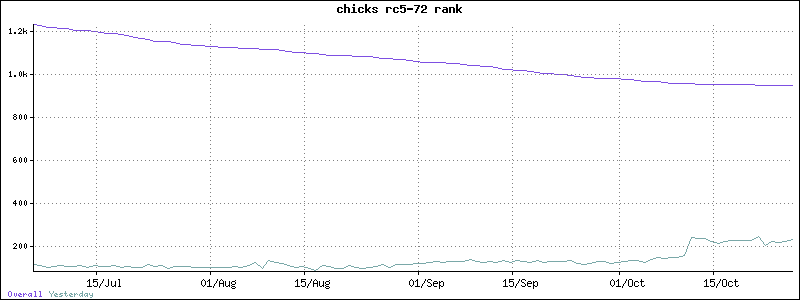 chicks rc5-72 rank
1.2k
1.0k
800
600
400
200
15/Jul 01/Aug 15/Aug 01/Sep 15/Sep 01/Oct 15/Oct
Overall Yesterday